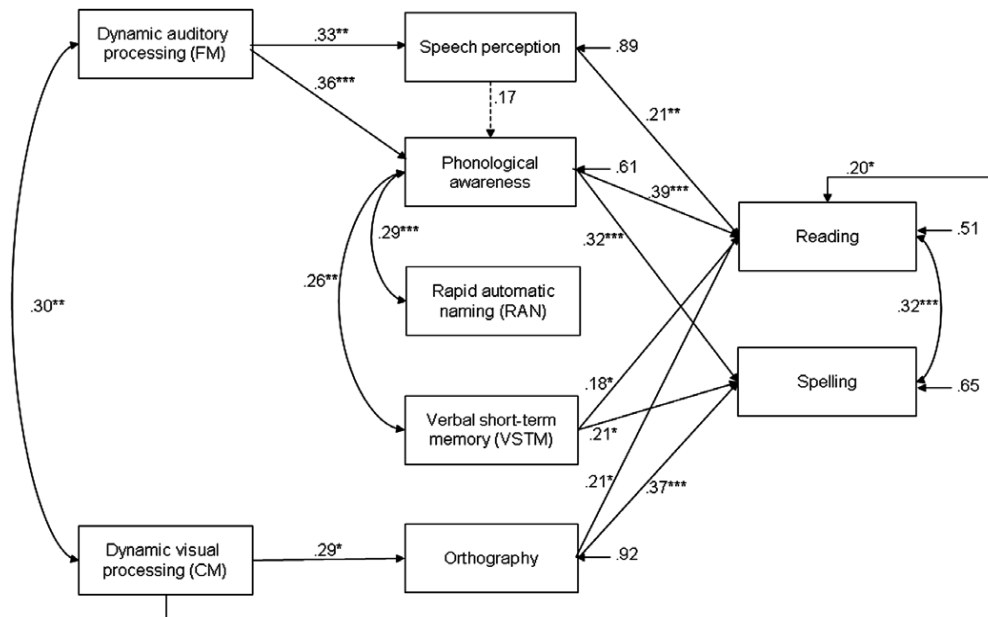 Dynamic auditory
processing (FM)
.33**
Speech perception
.89
.36***
.17
.21**
Phonological
awareness
.61
.39***
.20*
.29***
.32***
Reading
.51
.26**
Rapid automatic
naming (RAN)
.30**
.32***
.18*
Spelling
.65
Verbal short-term
memory (VSTM)
.21*
.21*
.37***
Dynamic visual
processing (CM)
.29*
Orthography
.92